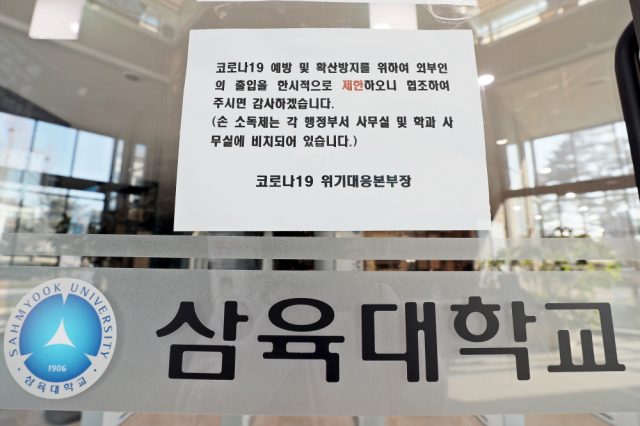 코로나19 예방 및 확산방지를 위하여 외부인
의 출입을 한시적으로 제안하오니 협조하여
주시면 감사하겠습니다.
(손 소독제는 각 행정부서 사무실 및 학과 사
무실에 비치되어 있습니다.)
코로나19 위기대응본부장
SAHMYOOK UNIVERSITY
1906
삼육대학교
삼육대학교